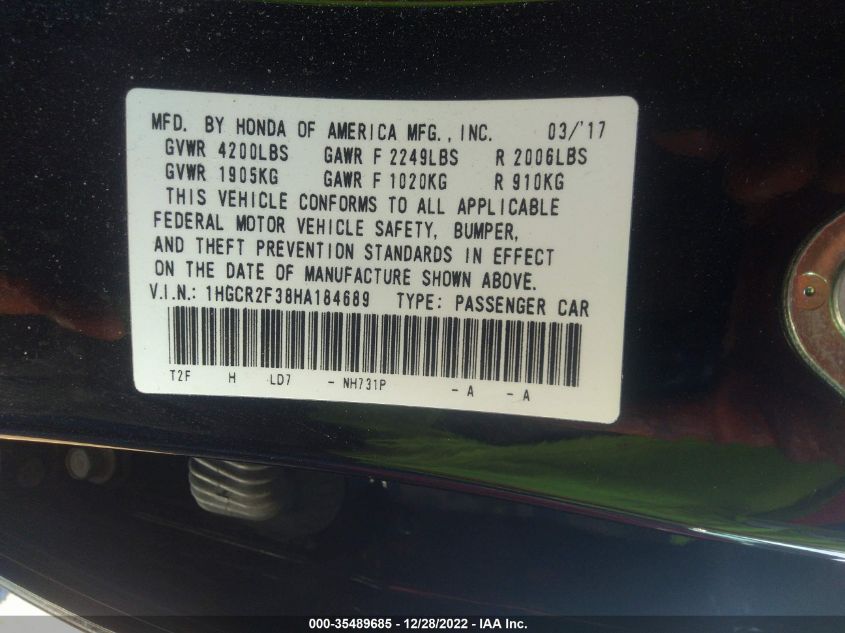 MFD. BY HONDA OF AMERICA MFG., INC. 03/'17
GVWR 4200LBS GAWR F 2249LBS R 2006LBS
GVWR 1905KG GAWR F 1020KG R 910KG
THIS VEHICLE CONFORMS TO ALL APPLICABLE
FEDERAL MOTOR VEHICLE SAFETY, BUMPER,
AND THEFT PREVENTION STANDARDS IN EFFECT
ON THE DATE OF MANUFACTURE SHOWN ABOVE.
V.I.N.: 1HGCR2F38HA184689 TYPE: PASSENGER CAR
T2F H LD7 - NH731P - A - A
000-35489685 - 12/28/2022 - IAA Inc.